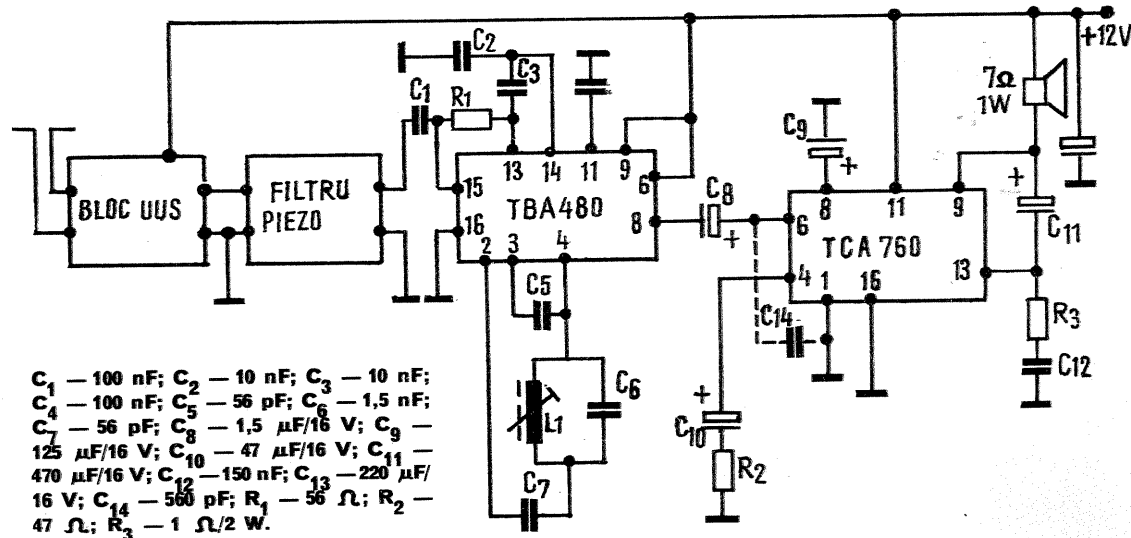 +12V
C2
C3
C1
R1
7Ω
1W
C9
BLOC UUS
FILTRU
PIEZO
13 14 11 9
15 6
TBA480
16 8
2 3 4
C8
+
+
8 11 9
6
TCA 760
4 13
1 16
+
C11
C5
C14
R3
C12
L1
C6
+
C10
R2
C7
C1 — 100 nF; C2 — 10 nF; C3 — 10 nF;
C4 — 100 nF; C5 — 56 pF; C6 — 1,5 nF;
C7 — 56 pF; C8 — 1,5 µF/16 V; C9 —
125 µF/16 V; C10 — 47 µF/16 V; C11 —
470 µF/16 V; C12 — 150 nF; C13 — 220 µF/
16 V; C14 — 560 pF; R1 — 56 Ω; R2 —
47 Ω; R3 — 1 Ω/2 W.